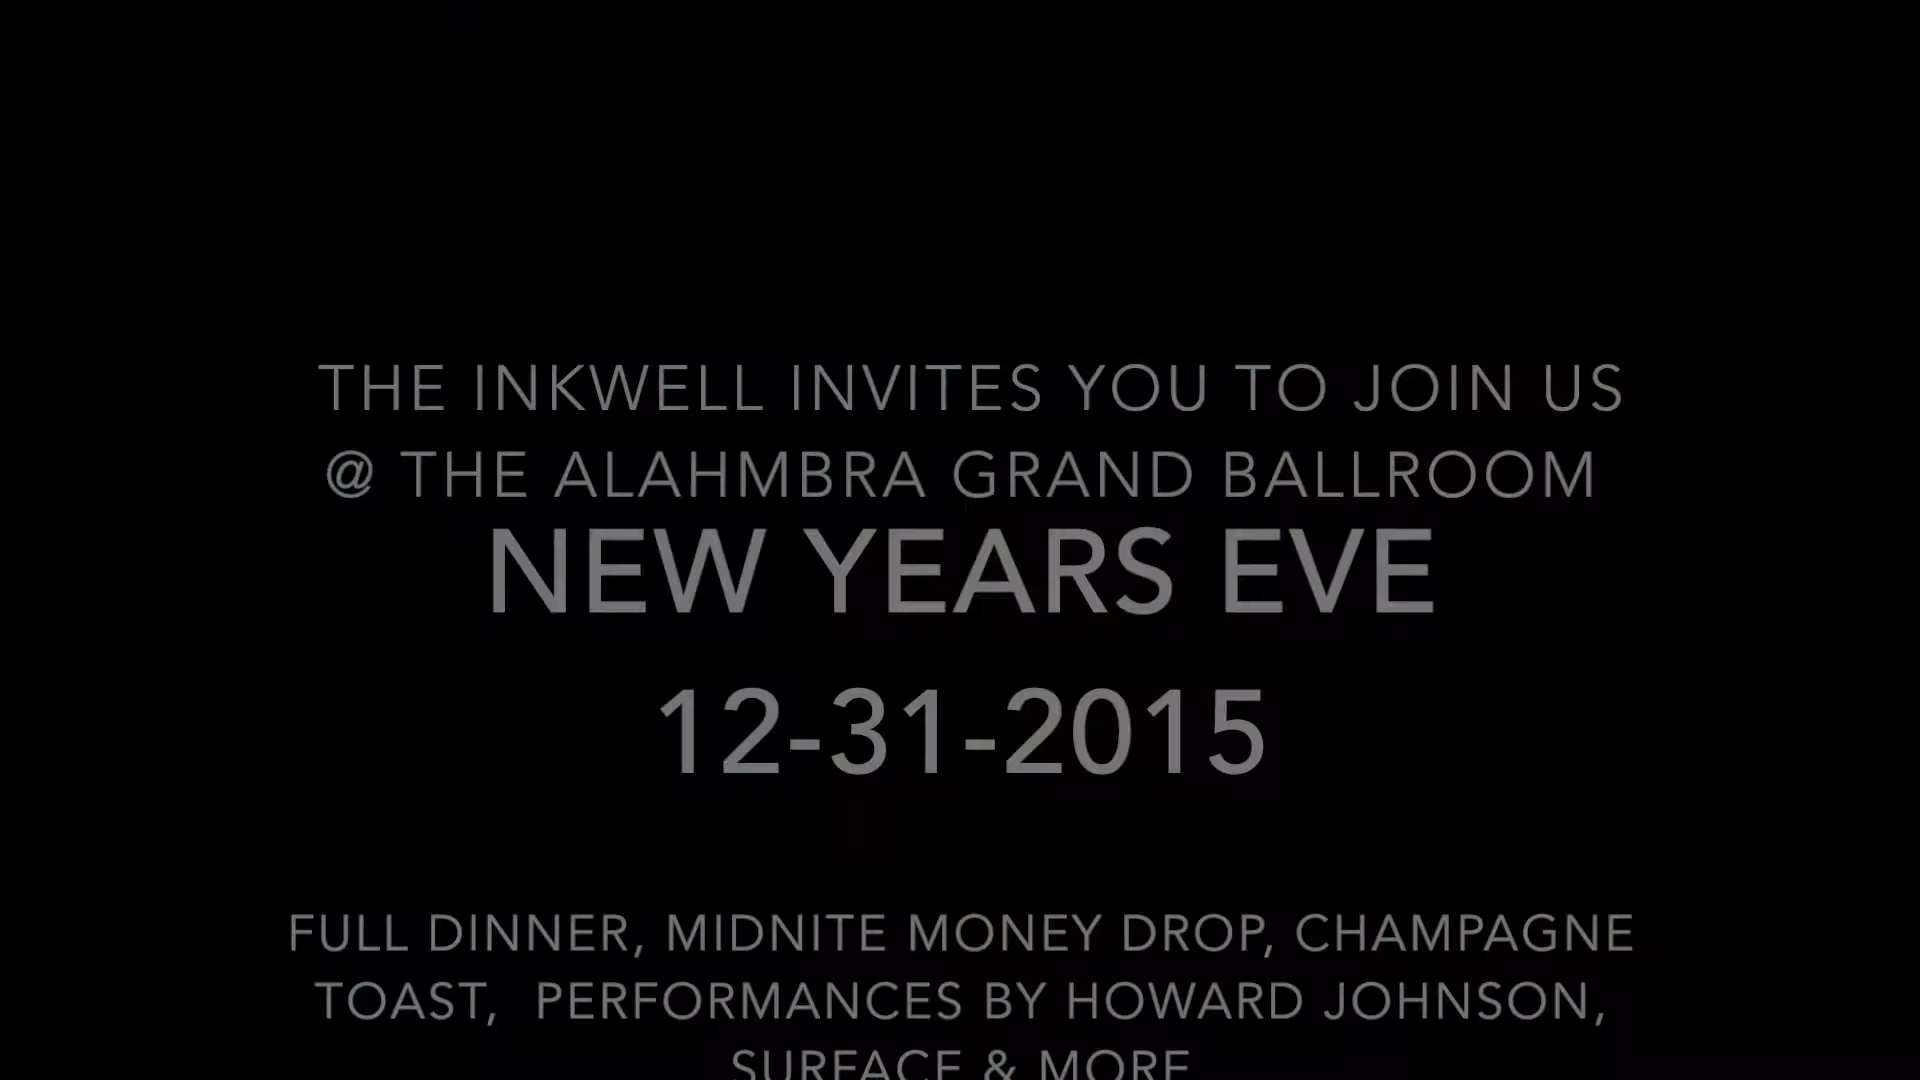 THE INKWELL INVITES YOU TO JOIN US
@ THE ALAHMBRA GRAND BALLROOM
NEW YEARS EVE
12-31-2015
FULL DINNER, MIDNITE MONEY DROP, CHAMPAGNE
TOAST,  PERFORMANCES BY HOWARD JOHNSON,
SURFACE & MORE